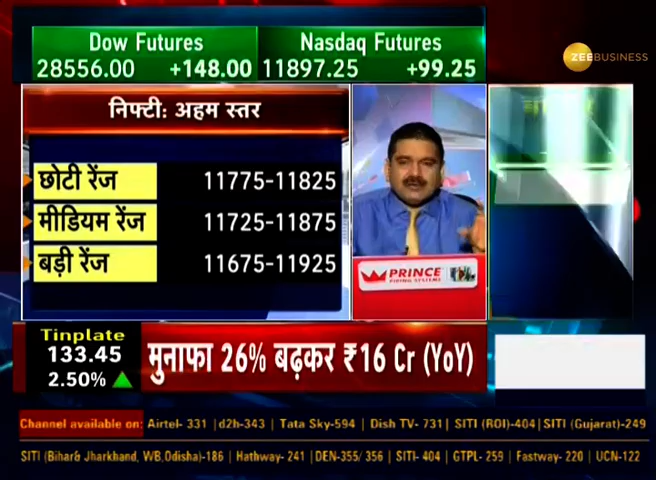 Dow Futures
28556.00 +148.00
Nasdaq Futures
11897.25 +99.25
ZEE BUSINESS
निफ्टी: अहम स्तर
छोटी रेंज 11775-11825
मीडियम रेंज 11725-11875
बड़ी रेंज 11675-11925
PRINCE
PIPING SYSTEMS
Tinplate
133.45
2.50%
मुनाफा 26% बढ़कर ₹16 Cr (YoY)
Channel available on: Airtel- 331 | d2h-343 | Tata Sky-594 | Dish TV- 731 | SITI (ROI)-404 | SITI (Gujarat)-249
SITI (Bihar& Jharkhand, WB,Odisha)-186 | Hathway- 241 |DEN-355/ 356 | SITI- 404 | GTPL- 259 | Fastway- 220 | UCN-122